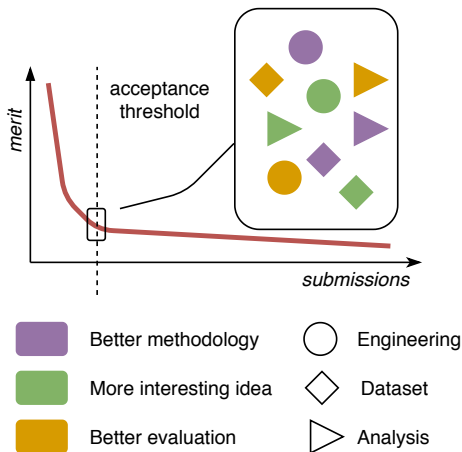 acceptance
threshold
merit
submissions
Better methodology
Engineering
More interesting idea
Dataset
Better evaluation
Analysis